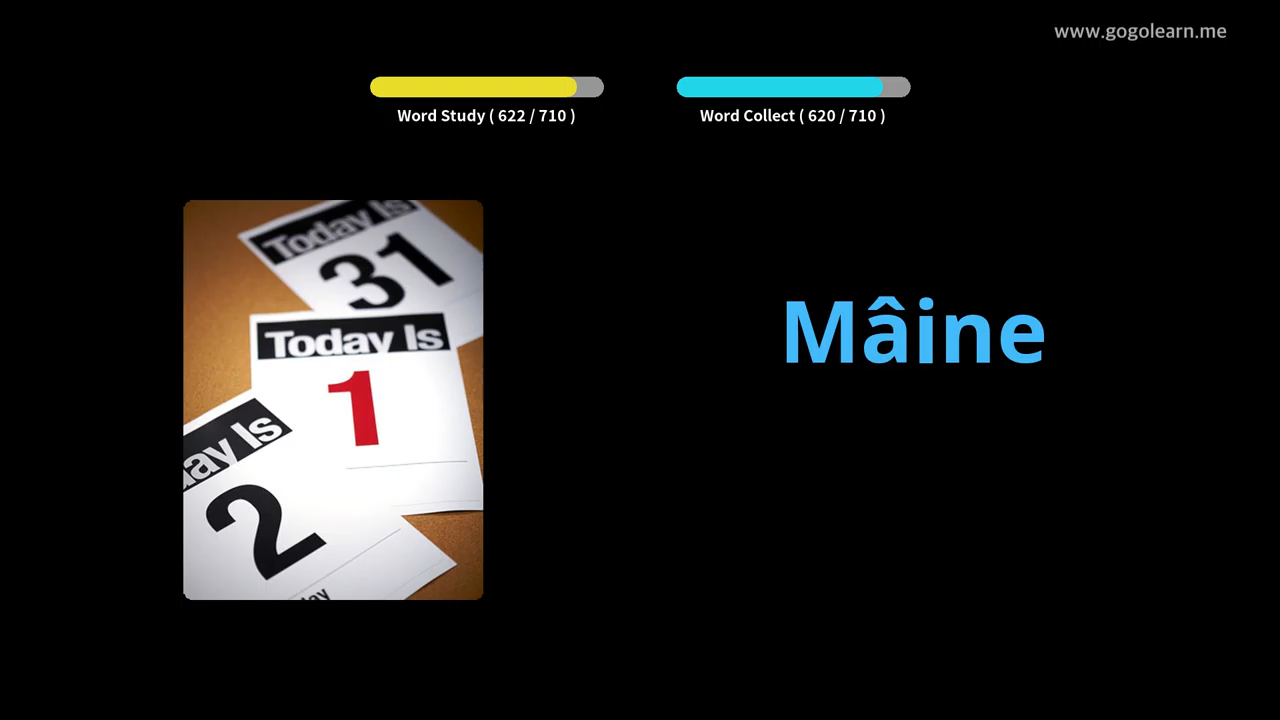 www.gogolearn.me
Word Study ( 622 / 710 )
Word Collect ( 620 / 710 )
Today Is
31
Today Is
1
ay Is
2
Mâine